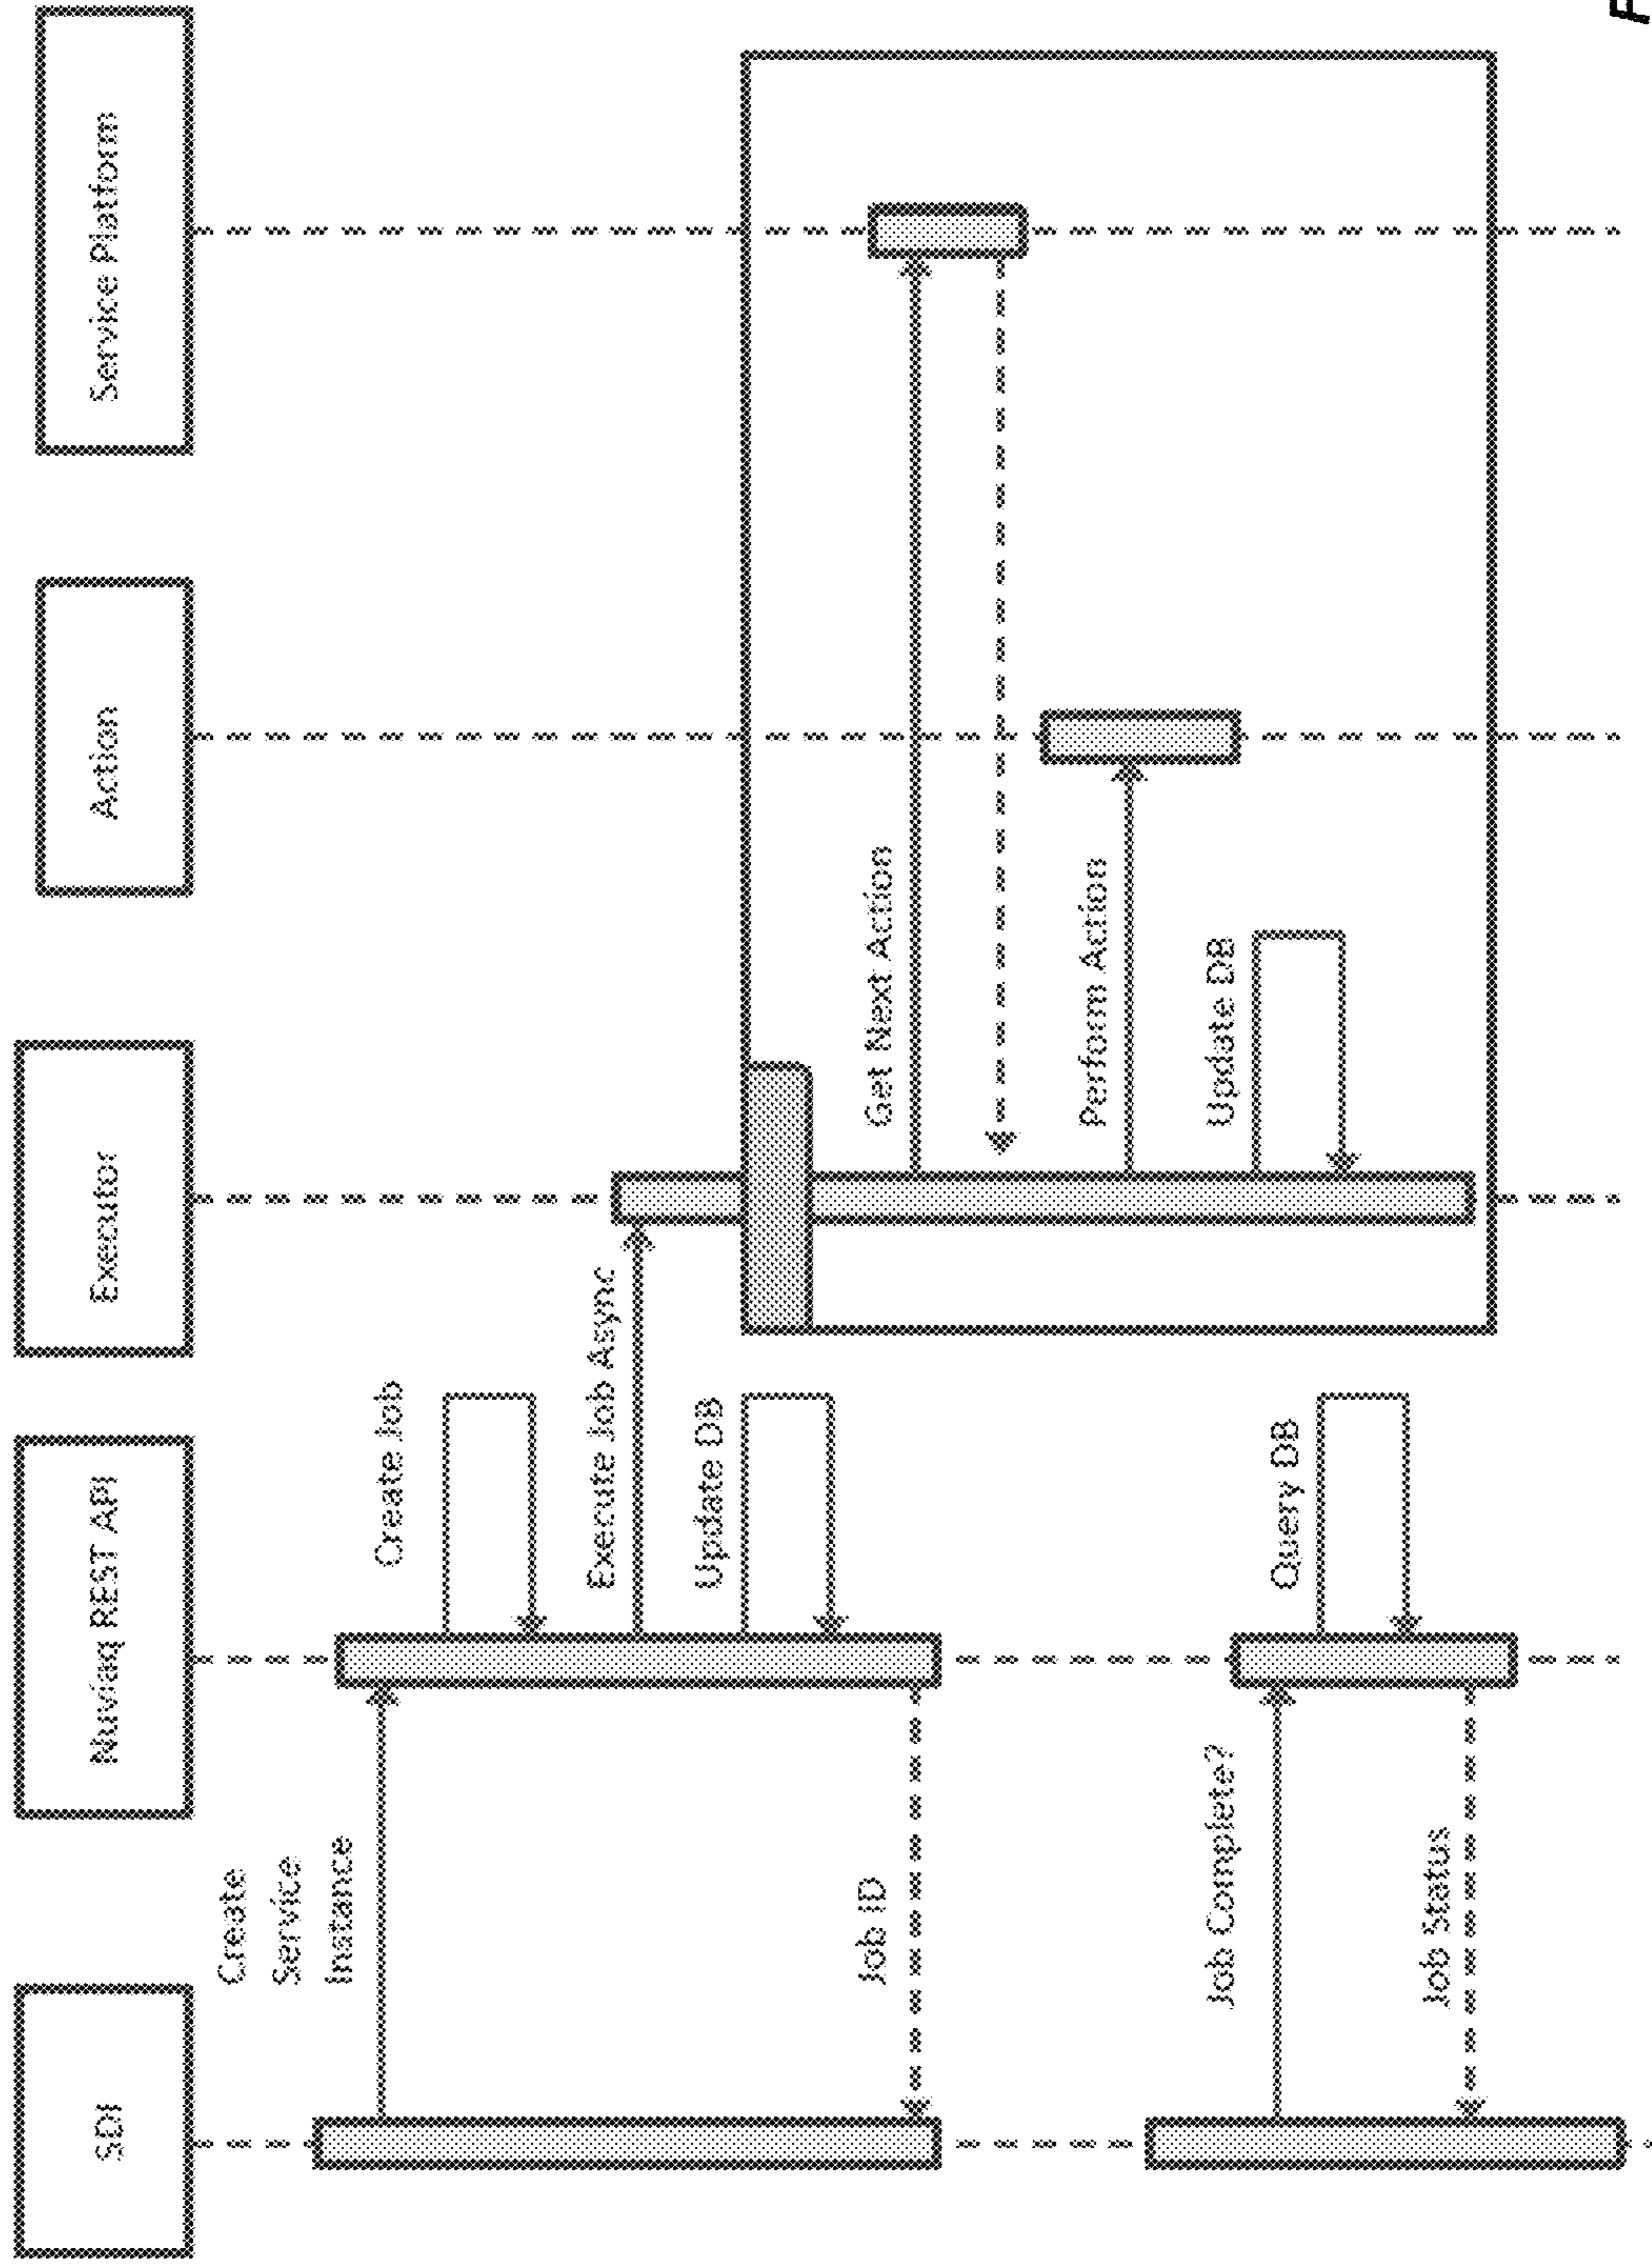 SDI
Nuviaq REST API
Executor
Action
Service Platform
Create
Service
Instance
Create Job
Execute Job Async
Update DB
Get Next Action
Job ID
Perform Action
Update DB
Job Complete?
Query DB
Job Status